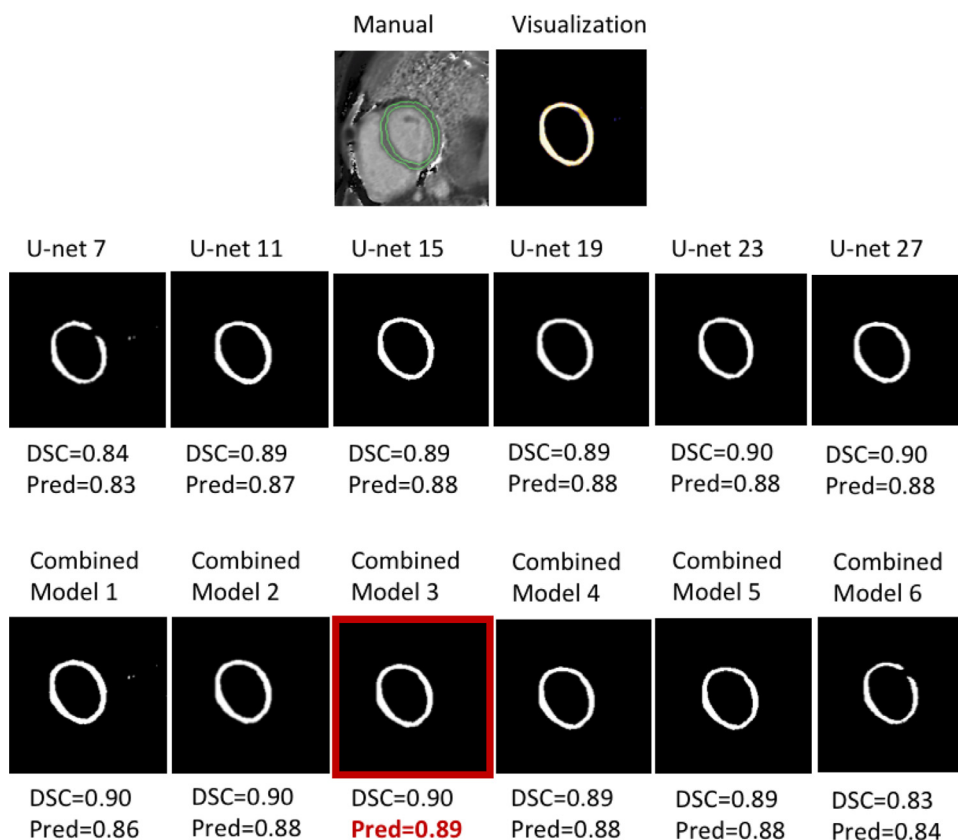 Manual Visualization
U-net 7 U-net 11 U-net 15 U-net 19 U-net 23 U-net 27
DSC=0.84 DSC=0.89 DSC=0.89 DSC=0.89 DSC=0.90 DSC=0.90
Pred=0.83 Pred=0.87 Pred=0.88 Pred=0.88 Pred=0.88 Pred=0.88
Combined Combined Combined Combined Combined Combined
Model 1 Model 2 Model 3 Model 4 Model 5 Model 6
DSC=0.90 DSC=0.90 DSC=0.90 DSC=0.89 DSC=0.89 DSC=0.83
Pred=0.86 Pred=0.88 Pred=0.89 Pred=0.88 Pred=0.88 Pred=0.84